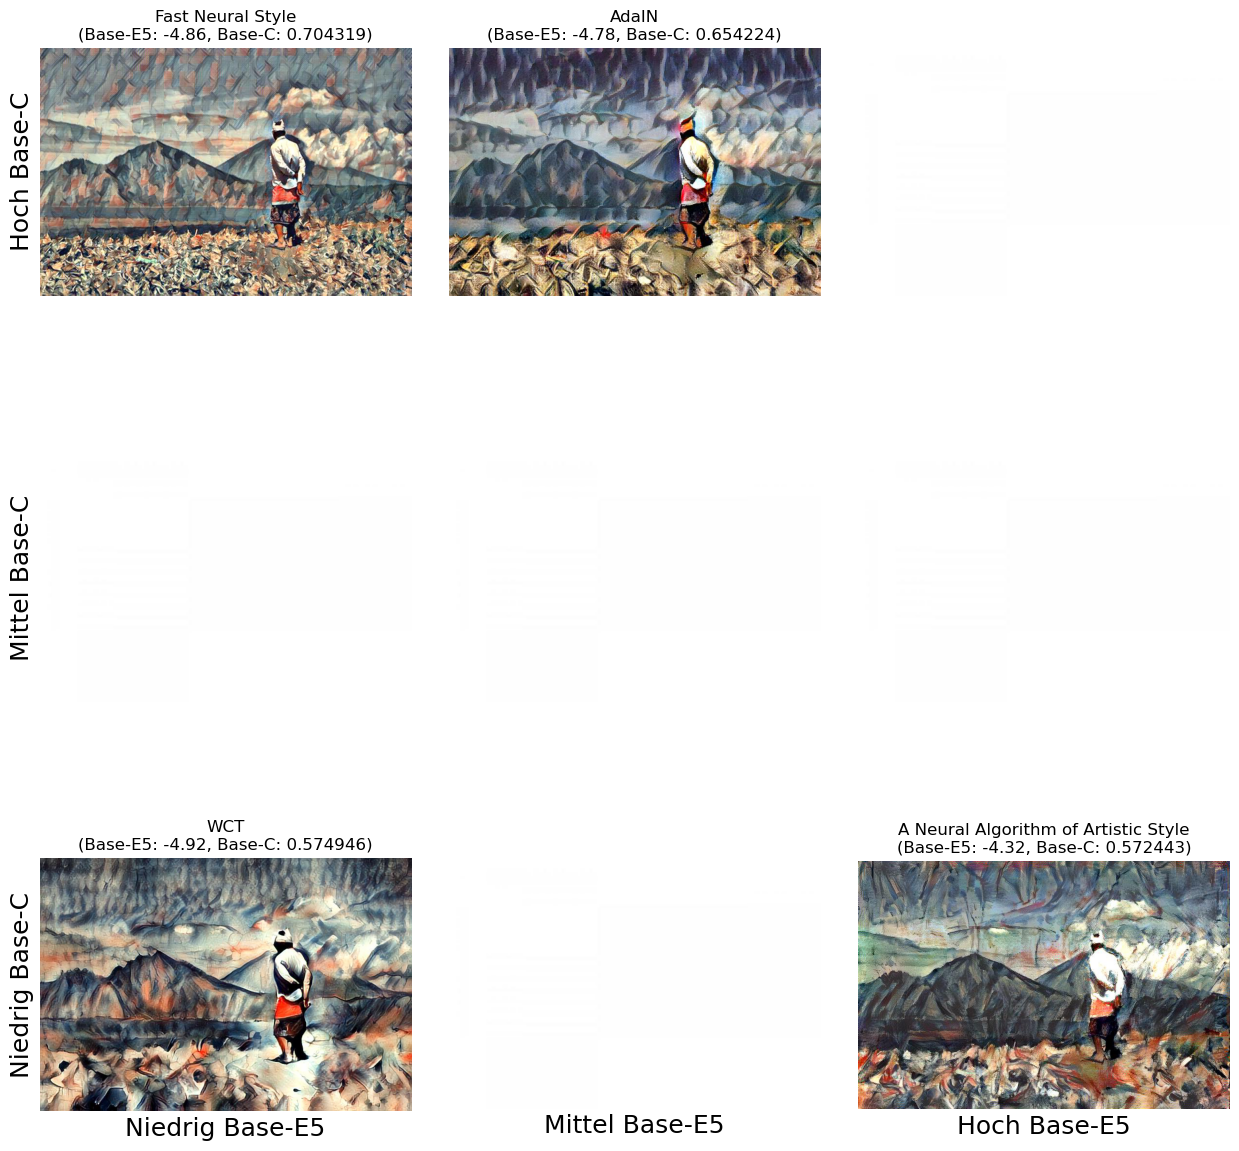 Fast Neural Style
(Base-E5: -4.86, Base-C: 0.704319)
AdaIN
(Base-E5: -4.78, Base-C: 0.654224)
Hoch Base-C
Mittel Base-C
WCT
(Base-E5: -4.92, Base-C: 0.574946)
A Neural Algorithm of Artistic Style
(Base-E5: -4.32, Base-C: 0.572443)
Niedrig Base-C
Niedrig Base-E5
Mittel Base-E5
Hoch Base-E5